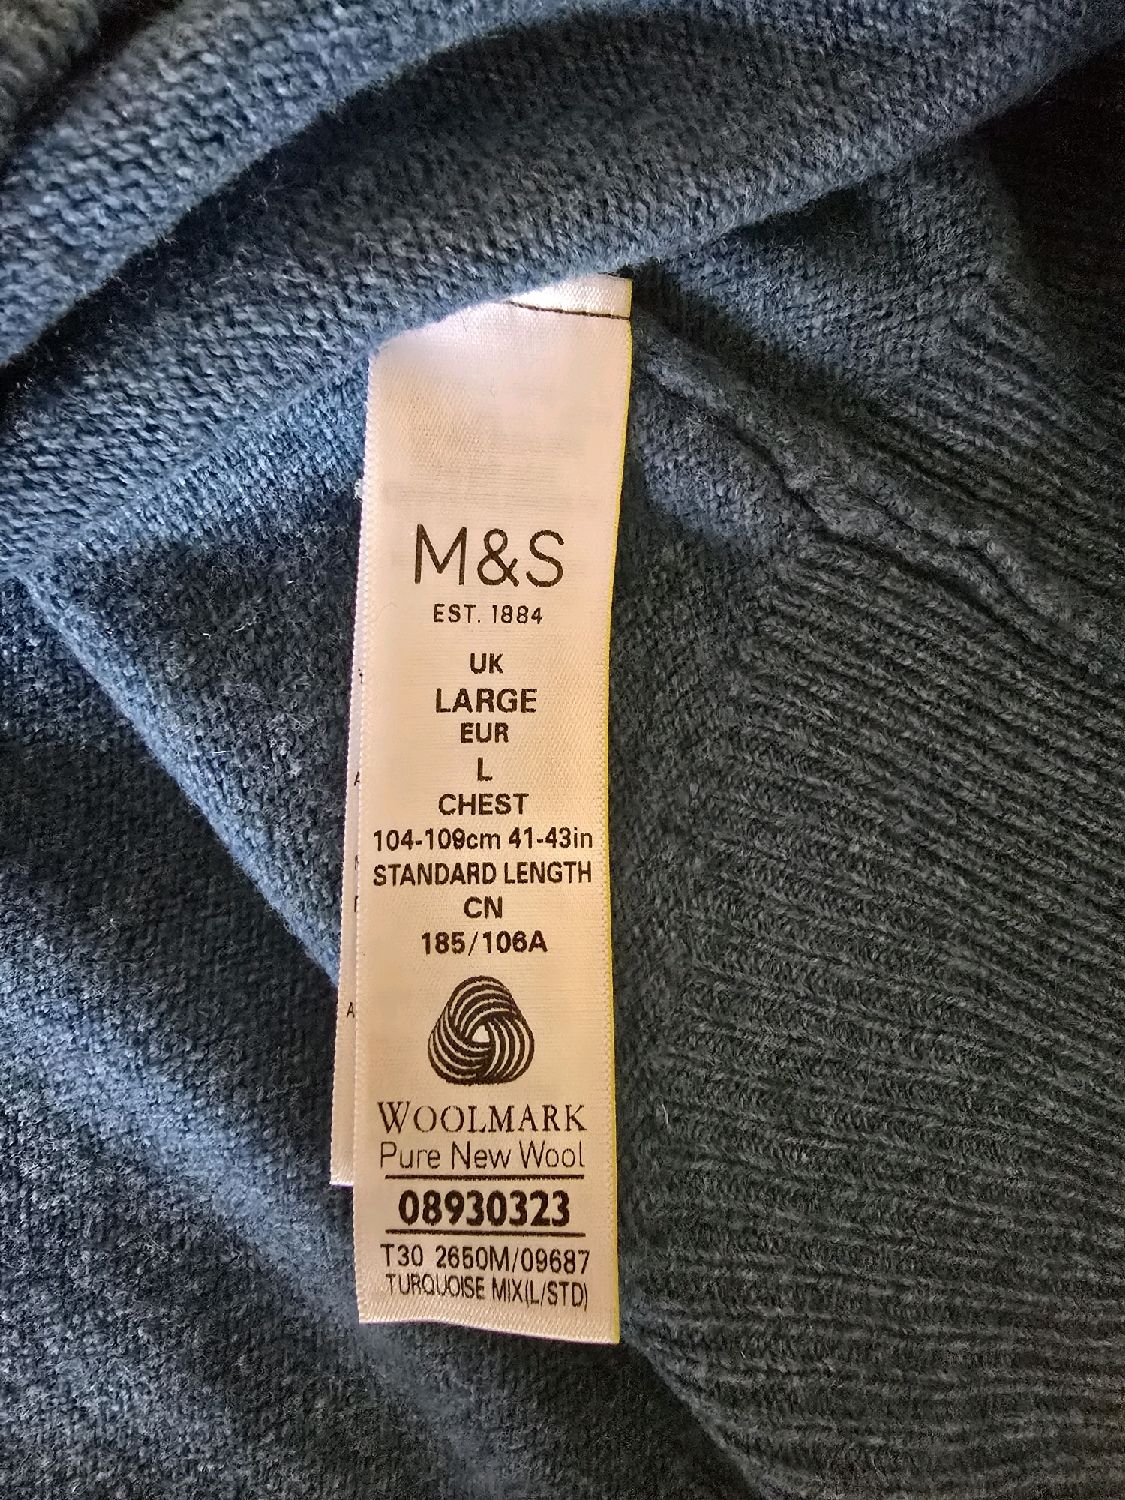 M&S
EST. 1884
UK
LARGE
EUR
L
CHEST
104-109cm 41-43in
STANDARD LENGTH
CN
185/106A
WOOLMARK
Pure New Wool
08930323
T30 2650M/09687
TURQUOISE MIX(L/STD)